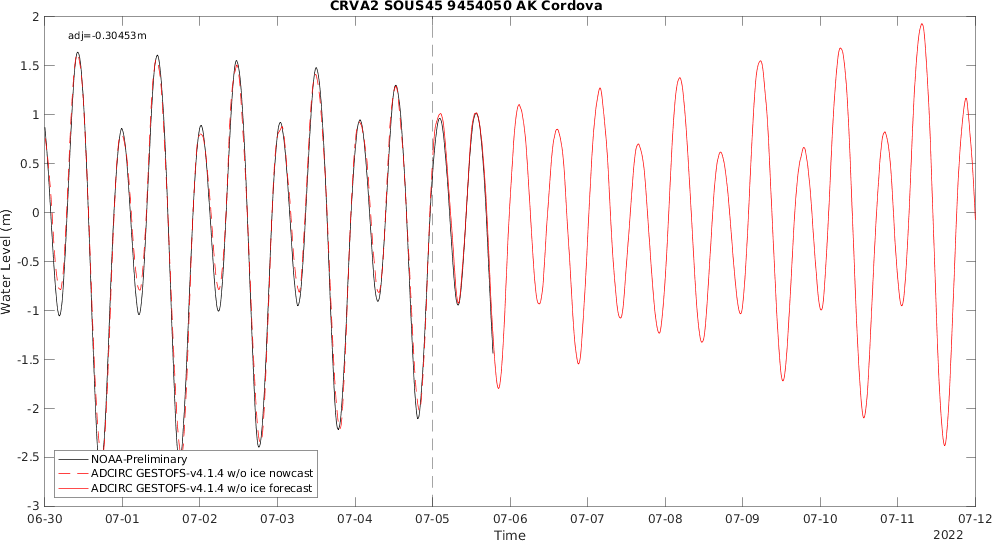 CRVA2 SOUS45 9454050 AK Cordova
adj=-0.30453m
2
1.5
1
0.5
0
-0.5
-1
-1.5
-2
-2.5
-3
Water Level (m)
NOAA-Preliminary
ADCIRC GESTOFS-v4.1.4 w/o ice nowcast
ADCIRC GESTOFS-v4.1.4 w/o ice forecast
06-30 07-01 07-02 07-03 07-04 07-05 07-06 07-07 07-08 07-09 07-10 07-11 07-12
Time
2022